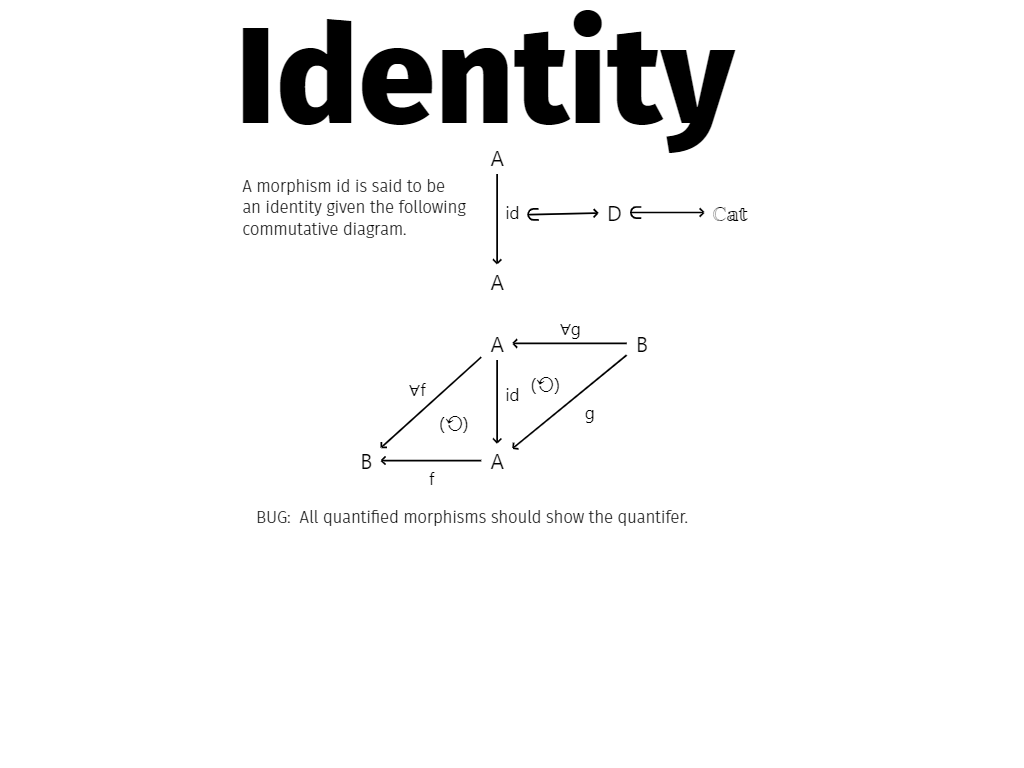 Identity
A
A morphism id is said to be
an identity given the following
commutative diagram.
id ∈ D ∈ ℂ𝕒𝕥
A
A ∀g B
∀f id (↺)
g
(↺)
B A
f
BUG: All quantified morphisms should show the quantifer.